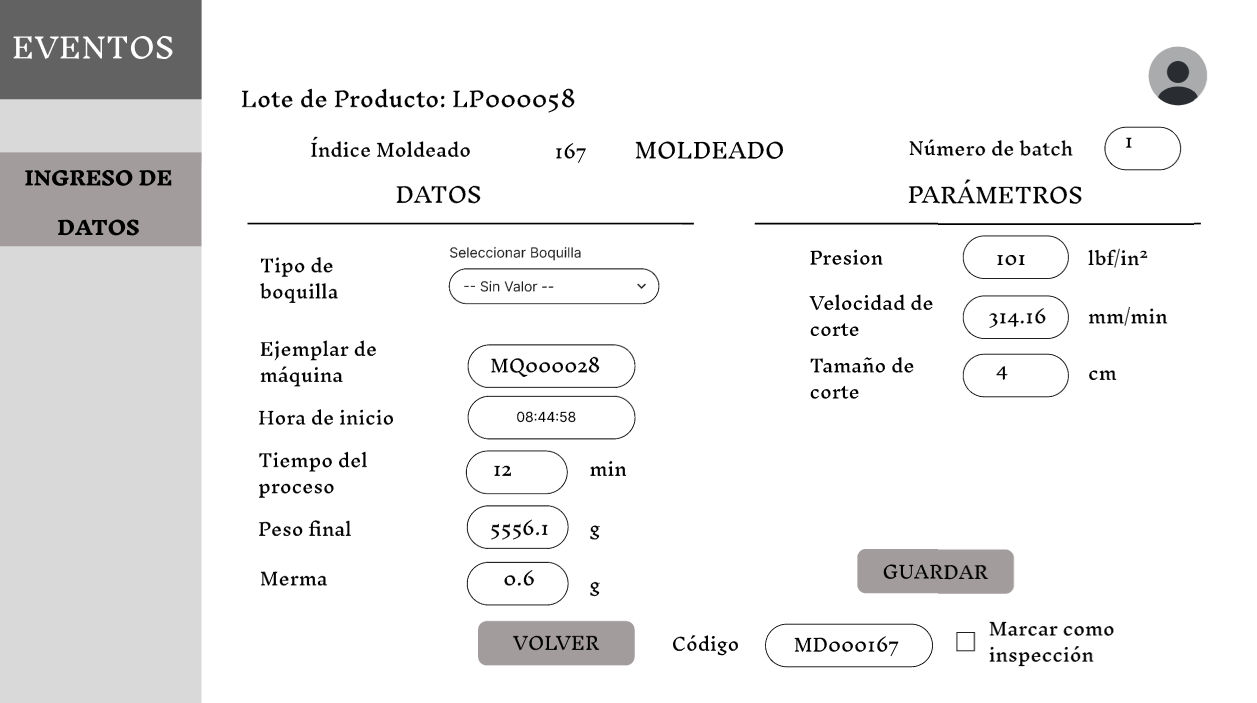 EVENTOS
INGRESO DE
DATOS
Lote de Producto: LP000058
Índice Moldeado 167 MOLDEADO Número de batch 1
DATOS
Tipo de
boquilla
Seleccionar Boquilla
-- Sin Valor --
Ejemplar de
máquina
MQ000028
Hora de inicio 08:44:58
Tiempo del
proceso
12 min
Peso final 5556.1 g
Merma 0.6 g
PARÁMETROS
Presion 101 lbf/in²
Velocidad de
corte
314.16 mm/min
Tamaño de
corte
4 cm
GUARDAR
VOLVER Código MD000167
Marcar como
inspección